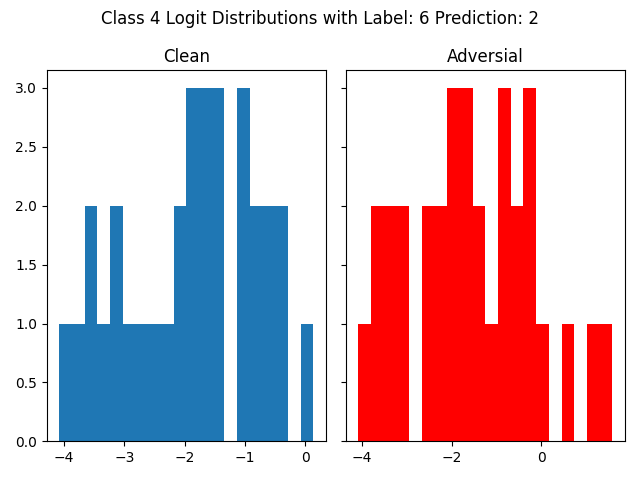 Class 4 Logit Distributions with Label: 6 Prediction: 2
Clean
Adversial
3.0
2.5
2.0
1.5
1.0
0.5
0.0
−4 −3 −2 −1 0
−4 −2 0